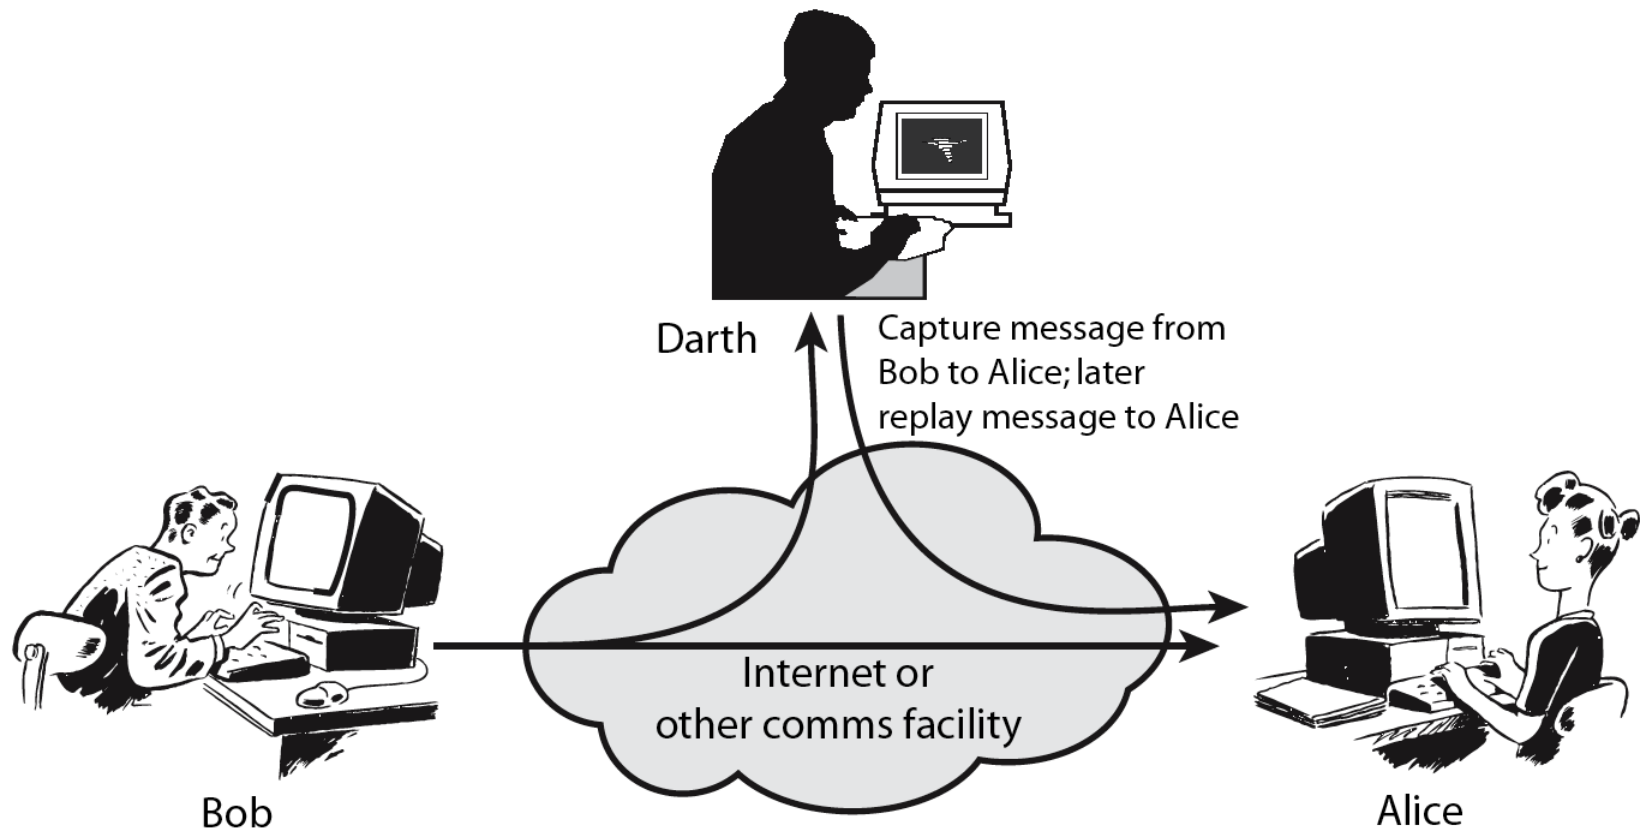 Darth
Capture message from
Bob to Alice; later
replay message to Alice
Internet or
other comms facility
Bob
Alice